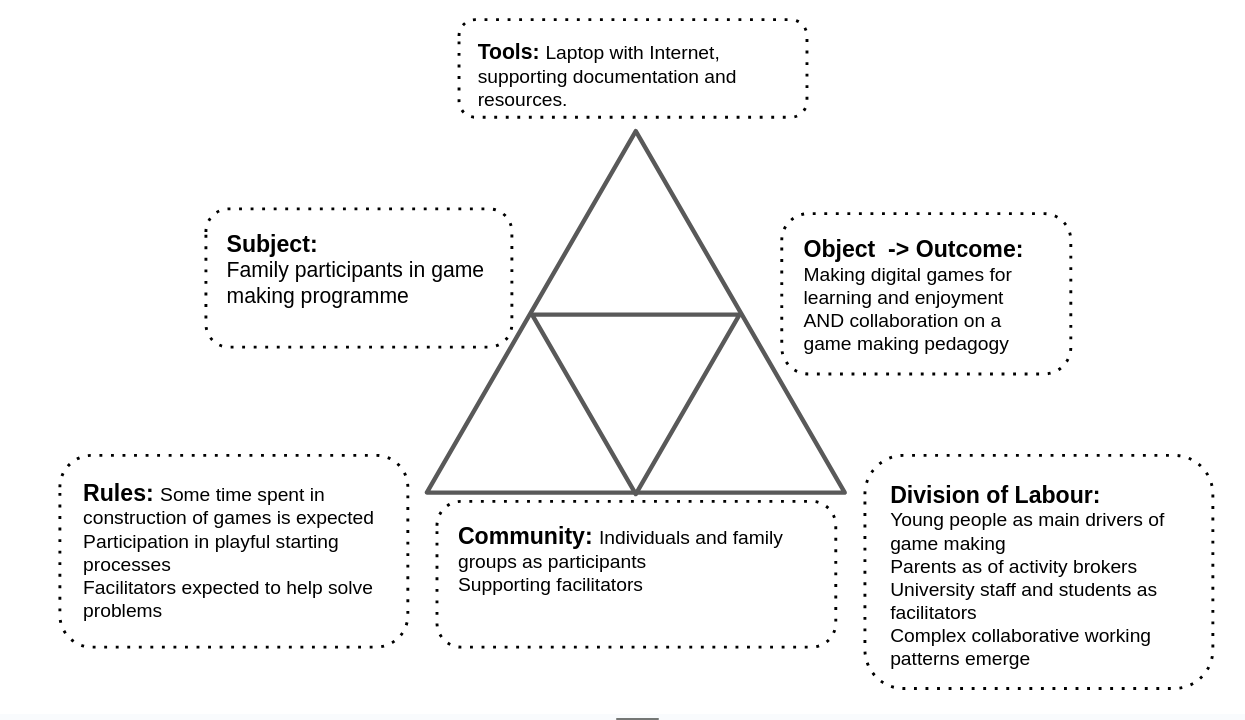 Tools: Laptop with Internet,
supporting documentation and
resources.
Subject:
Family participants in game
making programme
Object -> Outcome:
Making digital games for
learning and enjoyment
AND collaboration on a
game making pedagogy
Rules: Some time spent in
construction of games is expected
Participation in playful starting
processes
Facilitators expected to help solve
problems
Community: Individuals and family
groups as participants
Supporting facilitators
Division of Labour:
Young people as main drivers of
game making
Parents as of activity brokers
University staff and students as
facilitators
Complex collaborative working
patterns emerge